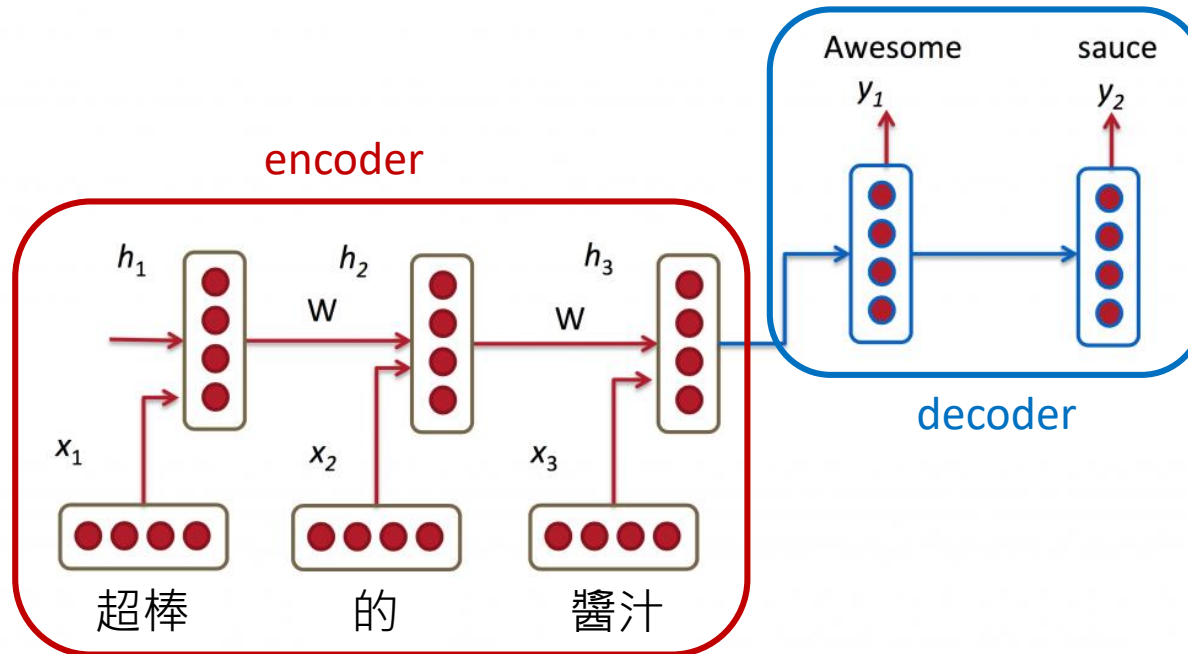 Awesome sauce
y1 y2
encoder
h1 h2 h3
W W
decoder
x1 x2 x3
超棒 的 醬汁